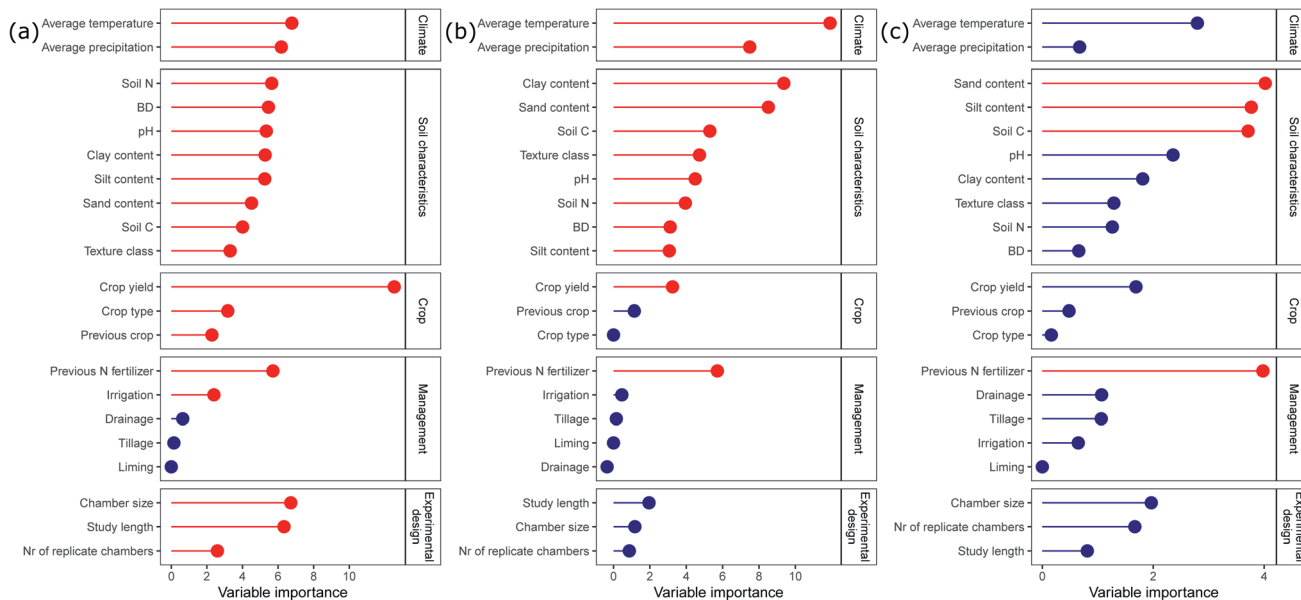 (a)
Average temperature
Average precipitation
Climate
Soil N
BD
pH
Clay content
Silt content
Sand content
Soil C
Texture class
Soil characteristics
Crop yield
Crop type
Previous crop
Crop
Previous N fertilizer
Irrigation
Drainage
Tillage
Liming
Management
Chamber size
Study length
Nr of replicate chambers
Experimental
design
0 2 4 6 8 10
Variable importance
(b)
Average temperature
Average precipitation
Climate
Clay content
Sand content
Soil C
Texture class
pH
Soil N
BD
Silt content
Soil characteristics
Crop yield
Previous crop
Crop type
Crop
Previous N fertilizer
Irrigation
Tillage
Liming
Drainage
Management
Study length
Chamber size
Nr of replicate chambers
Experimental
design
0 2 4 6 8 10
Variable importance
(c)
Average temperature
Average precipitation
Climate
Sand content
Silt content
Soil C
pH
Clay content
Texture class
Soil N
BD
Soil characteristics
Crop yield
Previous crop
Crop type
Crop
Previous N fertilizer
Drainage
Tillage
Irrigation
Liming
Management
Chamber size
Nr of replicate chambers
Study length
Experimental
design
0 2 4
Variable importance